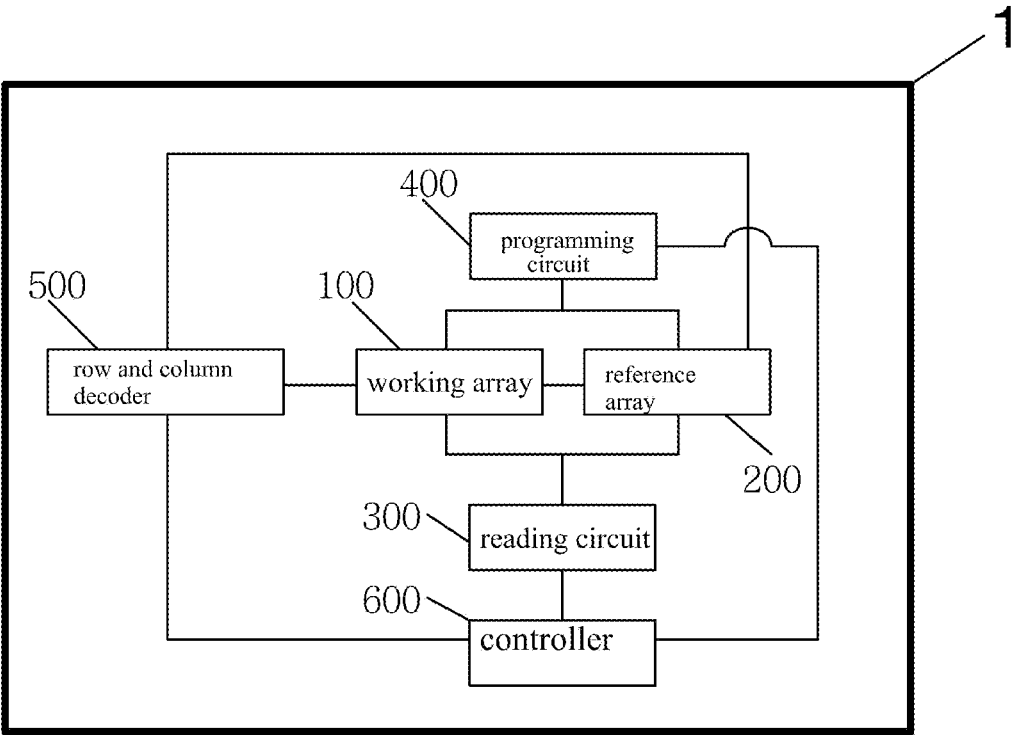 1
400
programming
circuit
500
100
row and column
decoder
working array
reference
array
200
300
reading circuit
600
controller